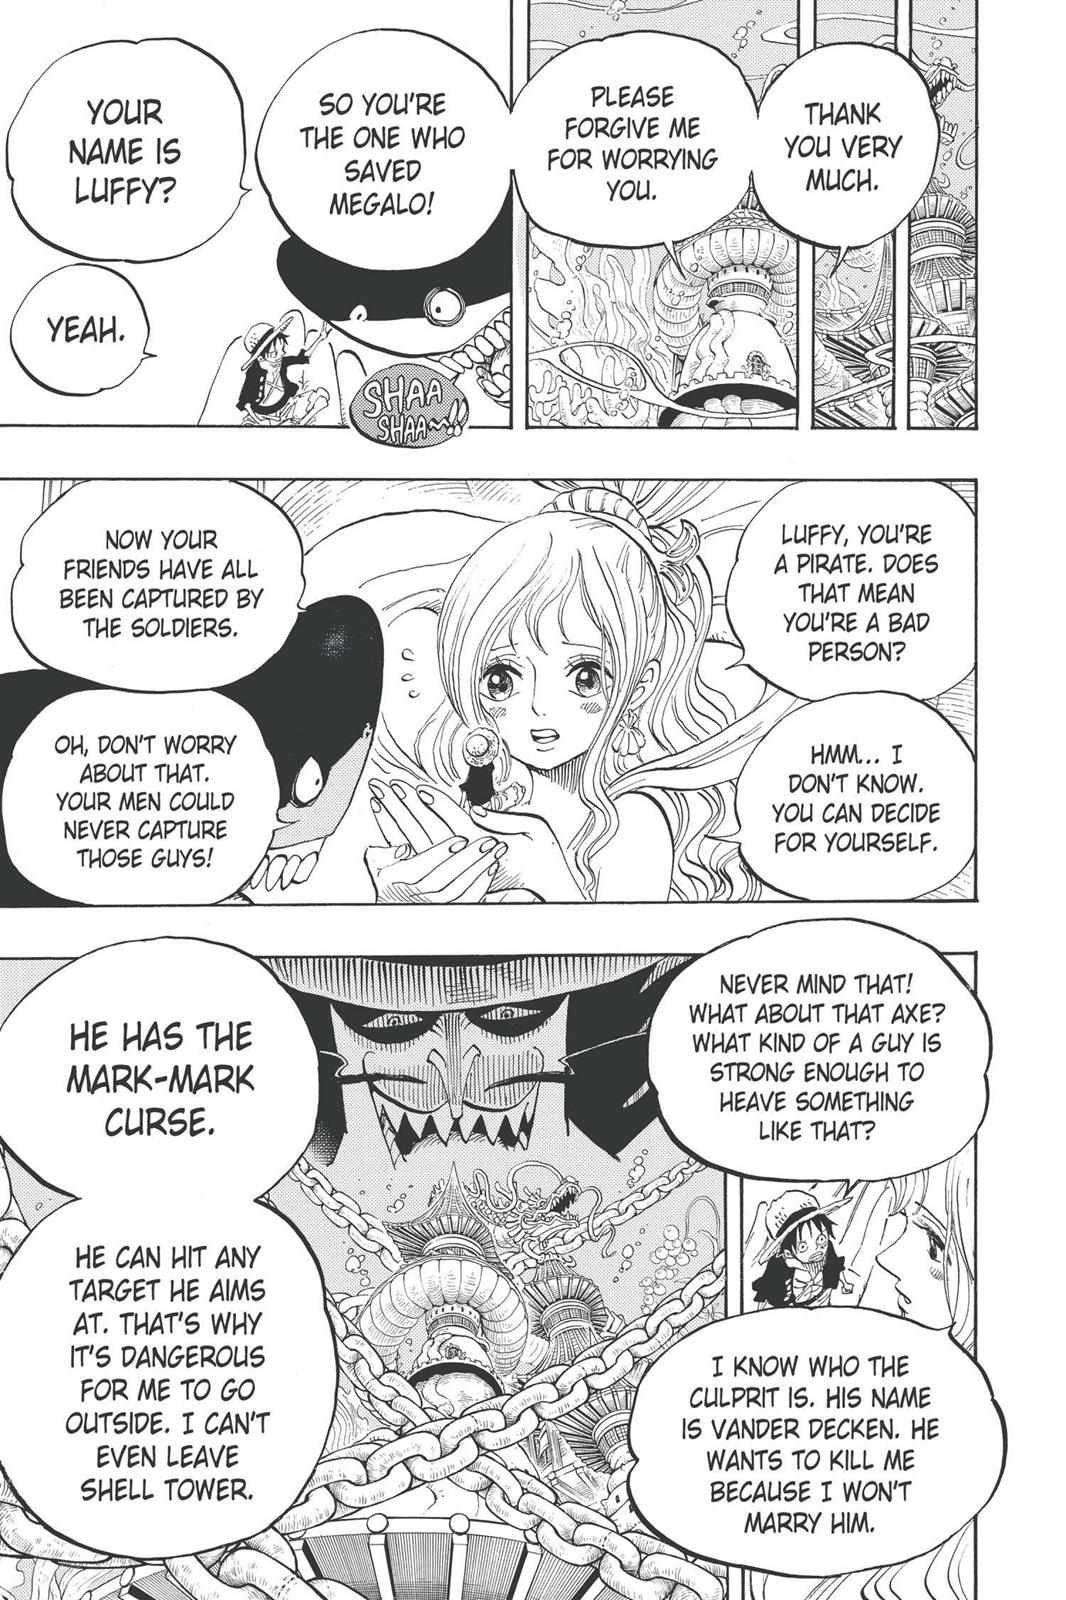 THANK
YOU VERY
MUCH.
PLEASE
FORGIVE ME
FOR WORRYING
YOU.
SO YOU'RE
THE ONE WHO
SAVED
MEGALO!
SHAA
SHAA~!!
YOUR
NAME IS
LUFFY?
YEAH.
LUFFY, YOU'RE
A PIRATE. DOES
THAT MEAN
YOU'RE A BAD
PERSON?
HMM... I
DON'T KNOW.
YOU CAN DECIDE
FOR YOURSELF.
NOW YOUR
FRIENDS HAVE ALL
BEEN CAPTURED BY
THE SOLDIERS.
OH, DON'T WORRY
ABOUT THAT.
YOUR MEN COULD
NEVER CAPTURE
THOSE GUYS!
NEVER MIND THAT!
WHAT ABOUT THAT AXE?
WHAT KIND OF A GUY IS
STRONG ENOUGH TO
HEAVE SOMETHING
LIKE THAT?
I KNOW WHO THE
CULPRIT IS. HIS NAME
IS VANDER DECKEN. HE
WANTS TO KILL ME
BECAUSE I WON'T
MARRY HIM.
HE HAS THE
MARK-MARK
CURSE.
HE CAN HIT ANY
TARGET HE AIMS
AT. THAT'S WHY
IT'S DANGEROUS
FOR ME TO GO
OUTSIDE. I CAN'T
EVEN LEAVE
SHELL TOWER.